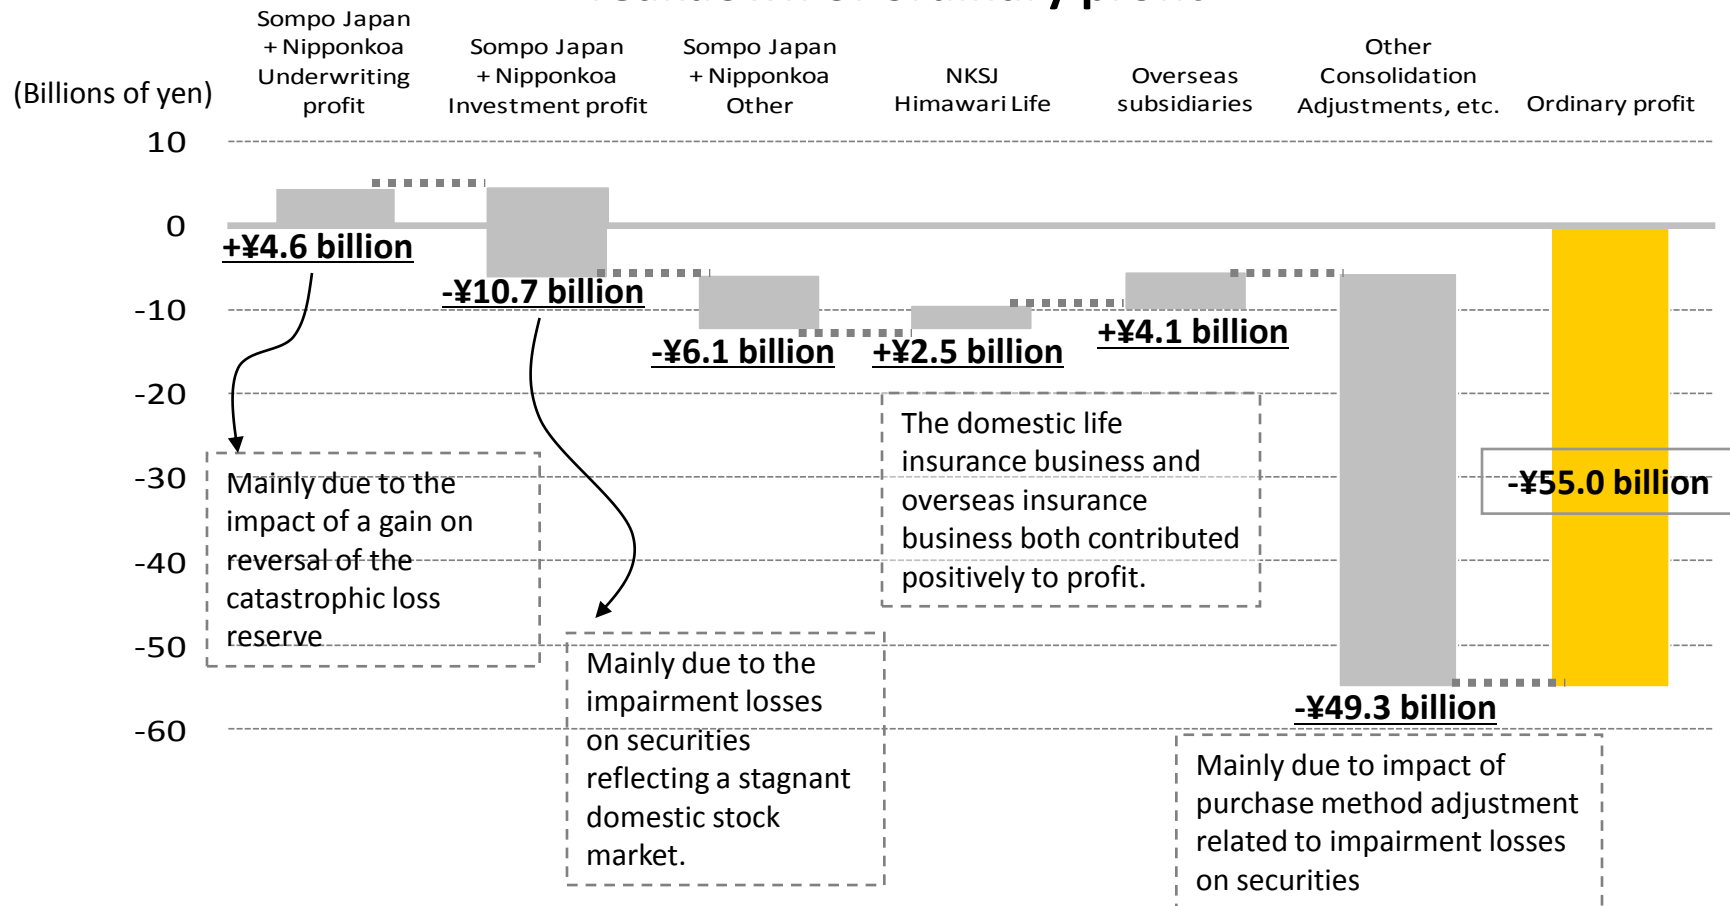 Sompo Japan
+ Nipponkoa
Underwriting
profit
Sompo Japan
+ Nipponkoa
Investment profit
Sompo Japan
+ Nipponkoa
Other
NKSJ
Himawari Life
Overseas
subsidiaries
Other
Consolidation
Adjustments, etc.
Ordinary profit
(Billions of yen)
10
0
-10
-20
-30
-40
-50
-60
+¥4.6 billion
-¥10.7 billion
-¥6.1 billion
+¥2.5 billion
+¥4.1 billion
-¥49.3 billion
-¥55.0 billion
Mainly due to the
impact of a gain on
reversal of the
catastrophic loss
reserve
Mainly due to the
impairment losses
on securities
reflecting a stagnant
domestic stock
market.
The domestic life
insurance business and
overseas insurance
business both contributed
positively to profit.
Mainly due to impact of
purchase method adjustment
related to impairment losses
on securities